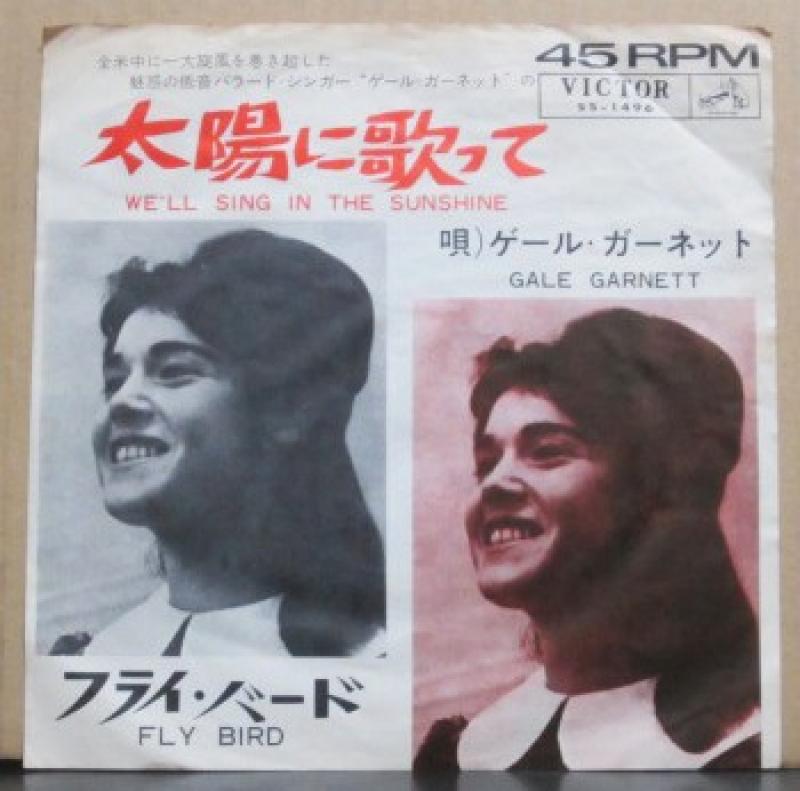 全米中に一大旋風を巻き起した
魅惑の低音バラード・シンガー“ゲール・ガーネット”の
45 RPM
VICTOR
SS-1496
太陽に歌って
WE'LL SING IN THE SUNSHINE
唄)ゲール・ガーネット
GALE GARNETT
フライ・バード
FLY BIRD